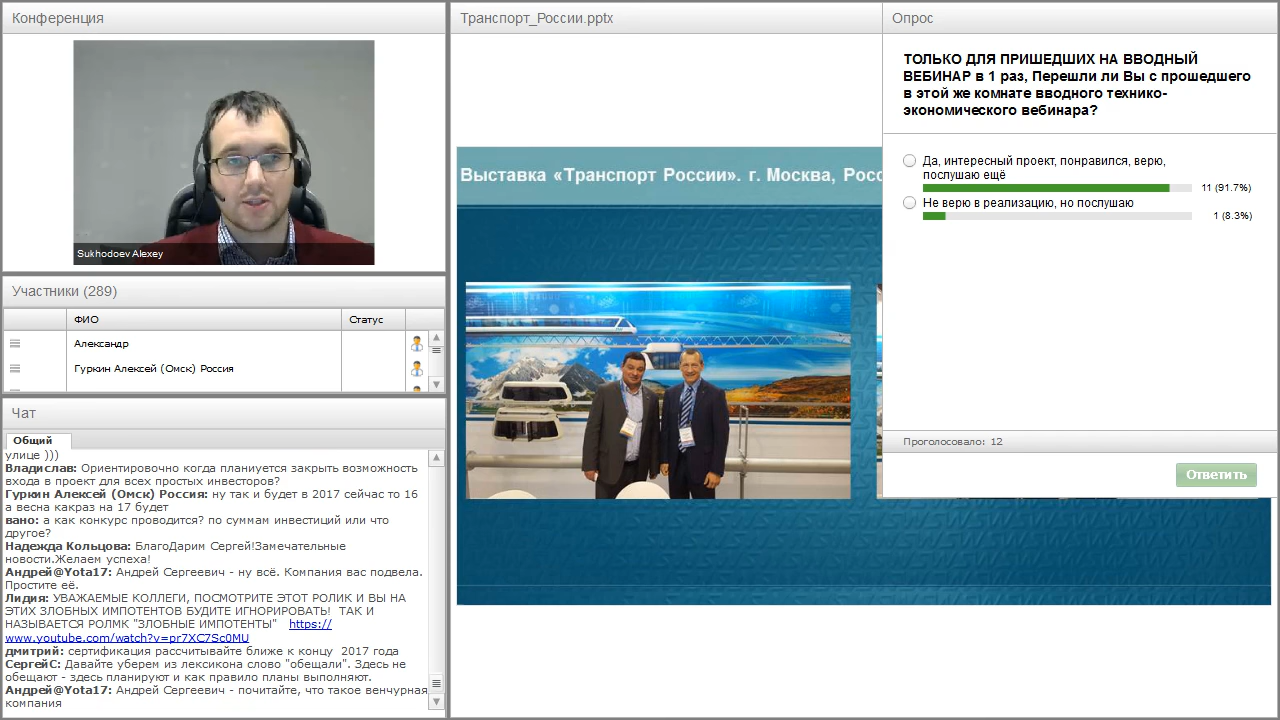 Конференция
Sukhodoev Alexey
Участники (289)
ФИО
Статус
Александр
Гуркин Алексей (Омск) Россия
Чат
Общий
улице )))
Владислав: Ориентировочно когда планиуется закрыть возможность
входа в проект для всех простых инвесторов?
Гуркин Алексей (Омск) Россия: ну так и будет в 2017 сейчас то 16
а весна какраз на 17 будет
вано: а как конкурс проводится? по суммам инвестиций или что
другое?
Надежда Кольцова: БлагоДарим Сергей!Замечательные
новости.Желаем успеха!
Андрей@Yota17: Андрей Сергеевич - ну всё. Компания вас подвела.
Простите её.
Лидия: УВАЖАЕМЫЕ КОЛЛЕГИ, ПОСМОТРИТЕ ЭТОТ РОЛИК И ВЫ НА
ЭТИХ ЗЛОБНЫХ ИМПОТЕНТОВ БУДИТЕ ИГНОРИРОВАТЬ!  ТАК И
НАЗЫВАЕТСЯ РОЛМК "ЗЛОБНЫЕ ИМПОТЕНТЫ"   https://
www.youtube.com/watch?v=pr7XC7Sc0MU
дмитрий: сертификация рассчитывайте ближе к концу  2017 года
СергейС: Давайте уберем из лексикона слово "обещали". Здесь не
обещают - здесь планируют и как правило планы выполняют.
Андрей@Yota17: Андрей Сергеевич - почитайте, что такое венчурная
компания
Транспорт_России.pptx
Выставка «Транспорт России». г. Москва, Росс
Опрос
ТОЛЬКО ДЛЯ ПРИШЕДШИХ НА ВВОДНЫЙ
ВЕБИНАР в 1 раз, Перешли ли Вы с прошедшего
в этой же комнате вводного технико-
экономического вебинара?
Да, интересный проект, понравился, верю,
послушаю ещё
11 (91.7%)
Не верю в реализацию, но послушаю
1 (8.3%)
Проголосовало: 12
Ответить